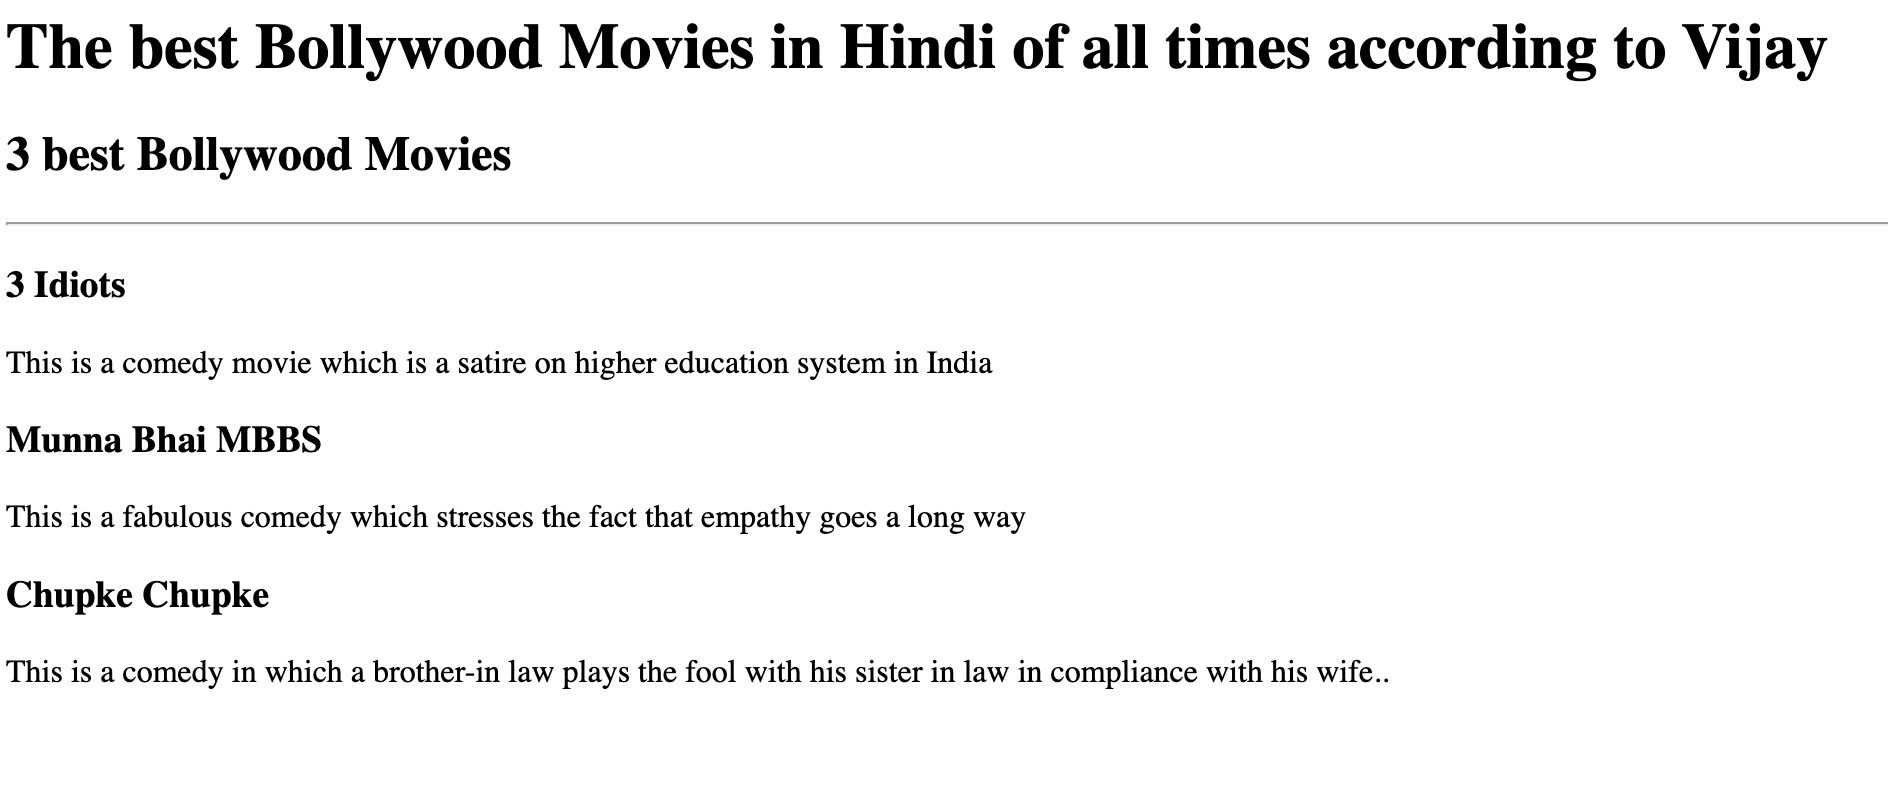 The best Bollywood Movies in Hindi of all times according to Vijay
3 best Bollywood Movies
3 Idiots
This is a comedy movie which is a satire on higher education system in India
Munna Bhai MBBS
This is a fabulous comedy which stresses the fact that empathy goes a long way
Chupke Chupke
This is a comedy in which a brother-in law plays the fool with his sister in law in compliance with his wife..